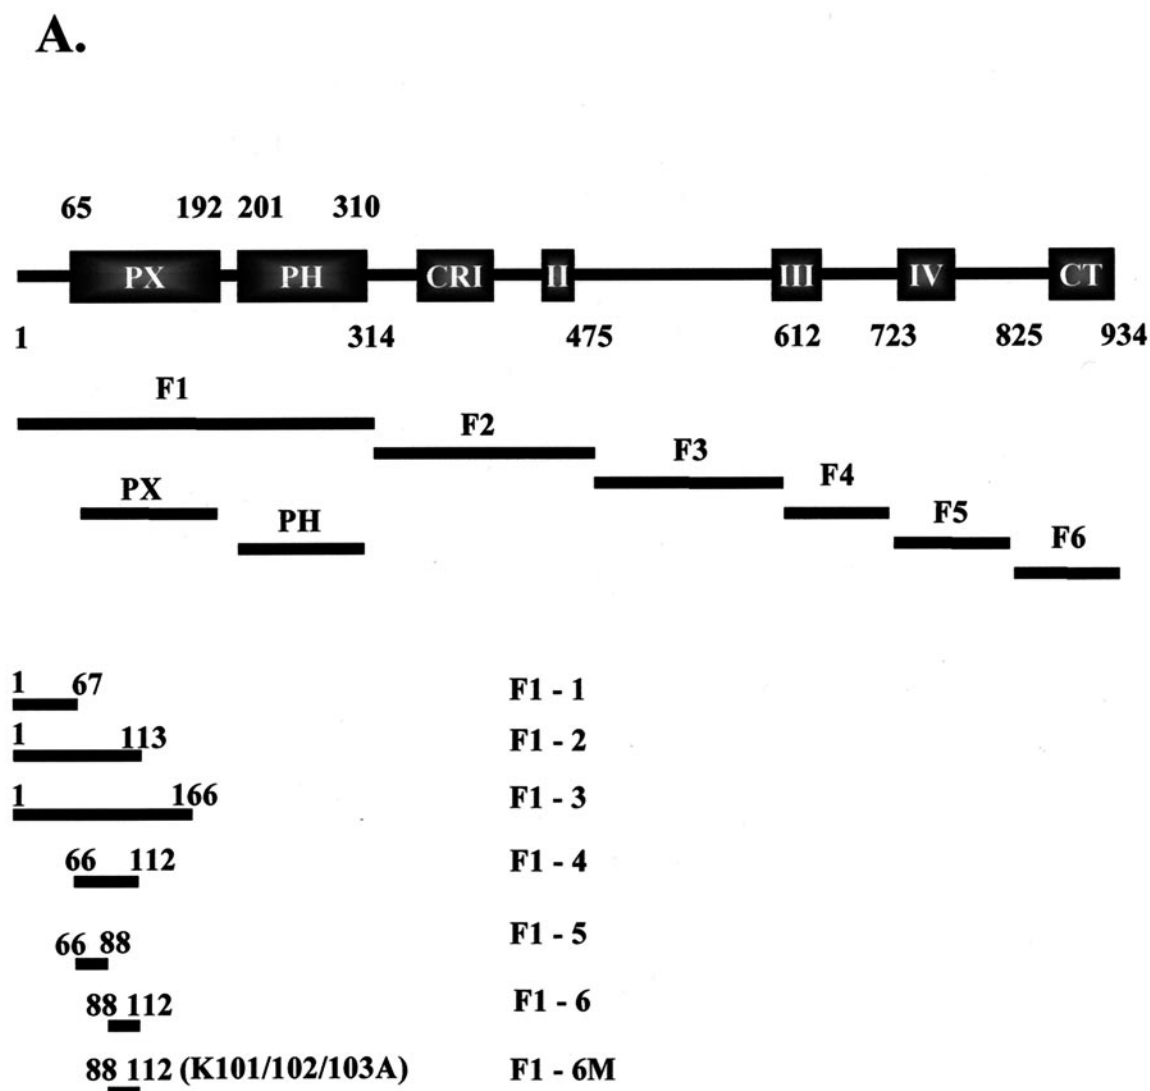 A.
65 192 201 310
PX PH CRI II III IV CT
1 314 475 612 723 825 934
F1
F2
F3
F4
PX
F5
PH
F6
1 67 F1 - 1
1 113 F1 - 2
1 166 F1 - 3
66 112 F1 - 4
66 88 F1 - 5
88 112 F1 - 6
88 112 (K101/102/103A) F1 - 6M